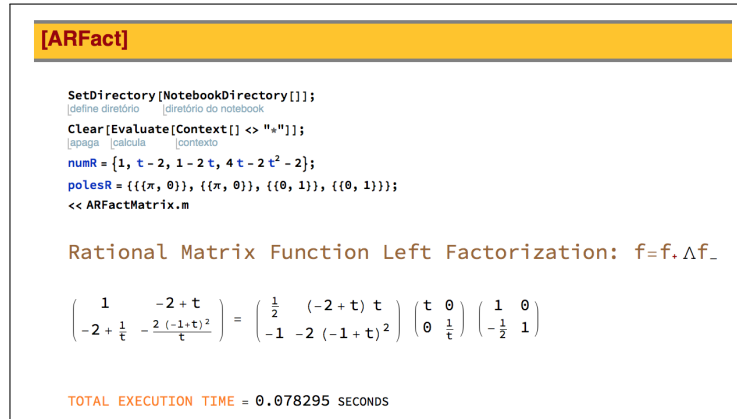 [ARFact]
SetDirectory[NotebookDirectory[]];
define diretório diretório do notebook
Clear[Evaluate[Context[] <> "*"]];
apaga calcula contexto
numR = {1, t - 2, 1 - 2 t, 4 t - 2 t² - 2};
polesR = {{{π, 0}}, {{π, 0}}, {{0, 1}}, {{0, 1}}};
<< ARFactMatrix.m
Rational Matrix Function Left Factorization: f=f₊ Λf₋
( 1 -2 + t ; -2 + 1/t - 2 (-1+t)²/t ) = ( 1/2 (-2 + t) t ; -1 -2 (-1 + t)² ) ( t 0 ; 0 1/t ) ( 1 0 ; - 1/2 1 )
TOTAL EXECUTION TIME = 0.078295 SECONDS